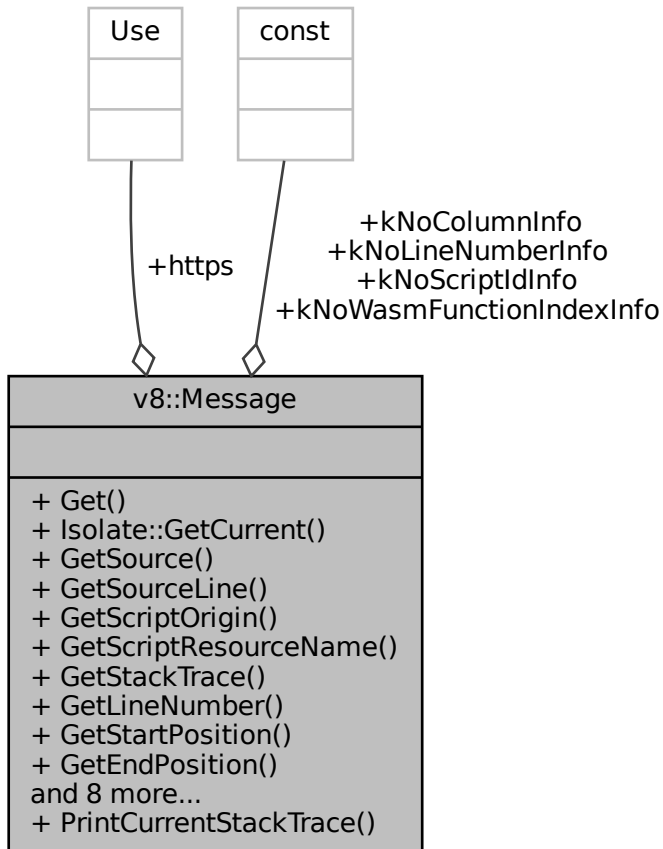 Use
const
+kNoColumnInfo
+kNoLineNumberInfo
+kNoScriptIdInfo
+kNoWasmFunctionIndexInfo
+https
v8::Message
+ Get()
+ Isolate::GetCurrent()
+ GetSource()
+ GetSourceLine()
+ GetScriptOrigin()
+ GetScriptResourceName()
+ GetStackTrace()
+ GetLineNumber()
+ GetStartPosition()
+ GetEndPosition()
and 8 more...
+ PrintCurrentStackTrace()